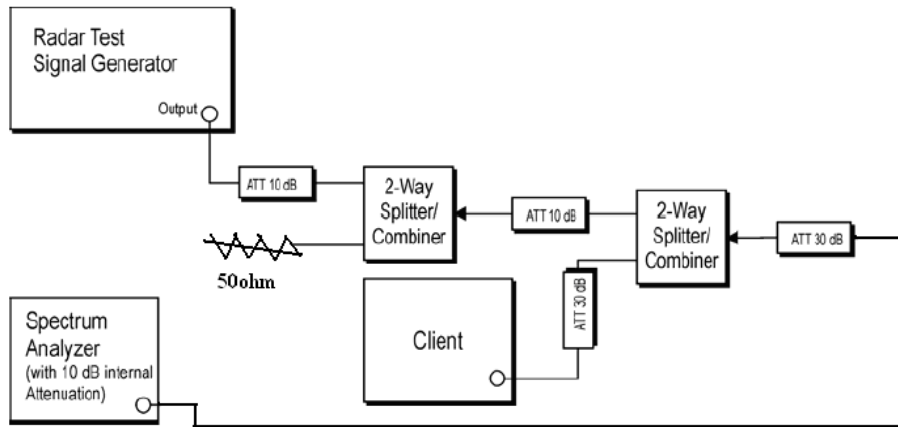 Radar Test
Signal Generator
Output
ATT 10 dB
2-Way
Splitter/
Combiner
ATT 10 dB
2-Way
Splitter/
Combiner
ATT 30 dB
50ohm
ATT 30 dB
Client
Spectrum
Analyzer
(with 10 dB internal
Attenuation)